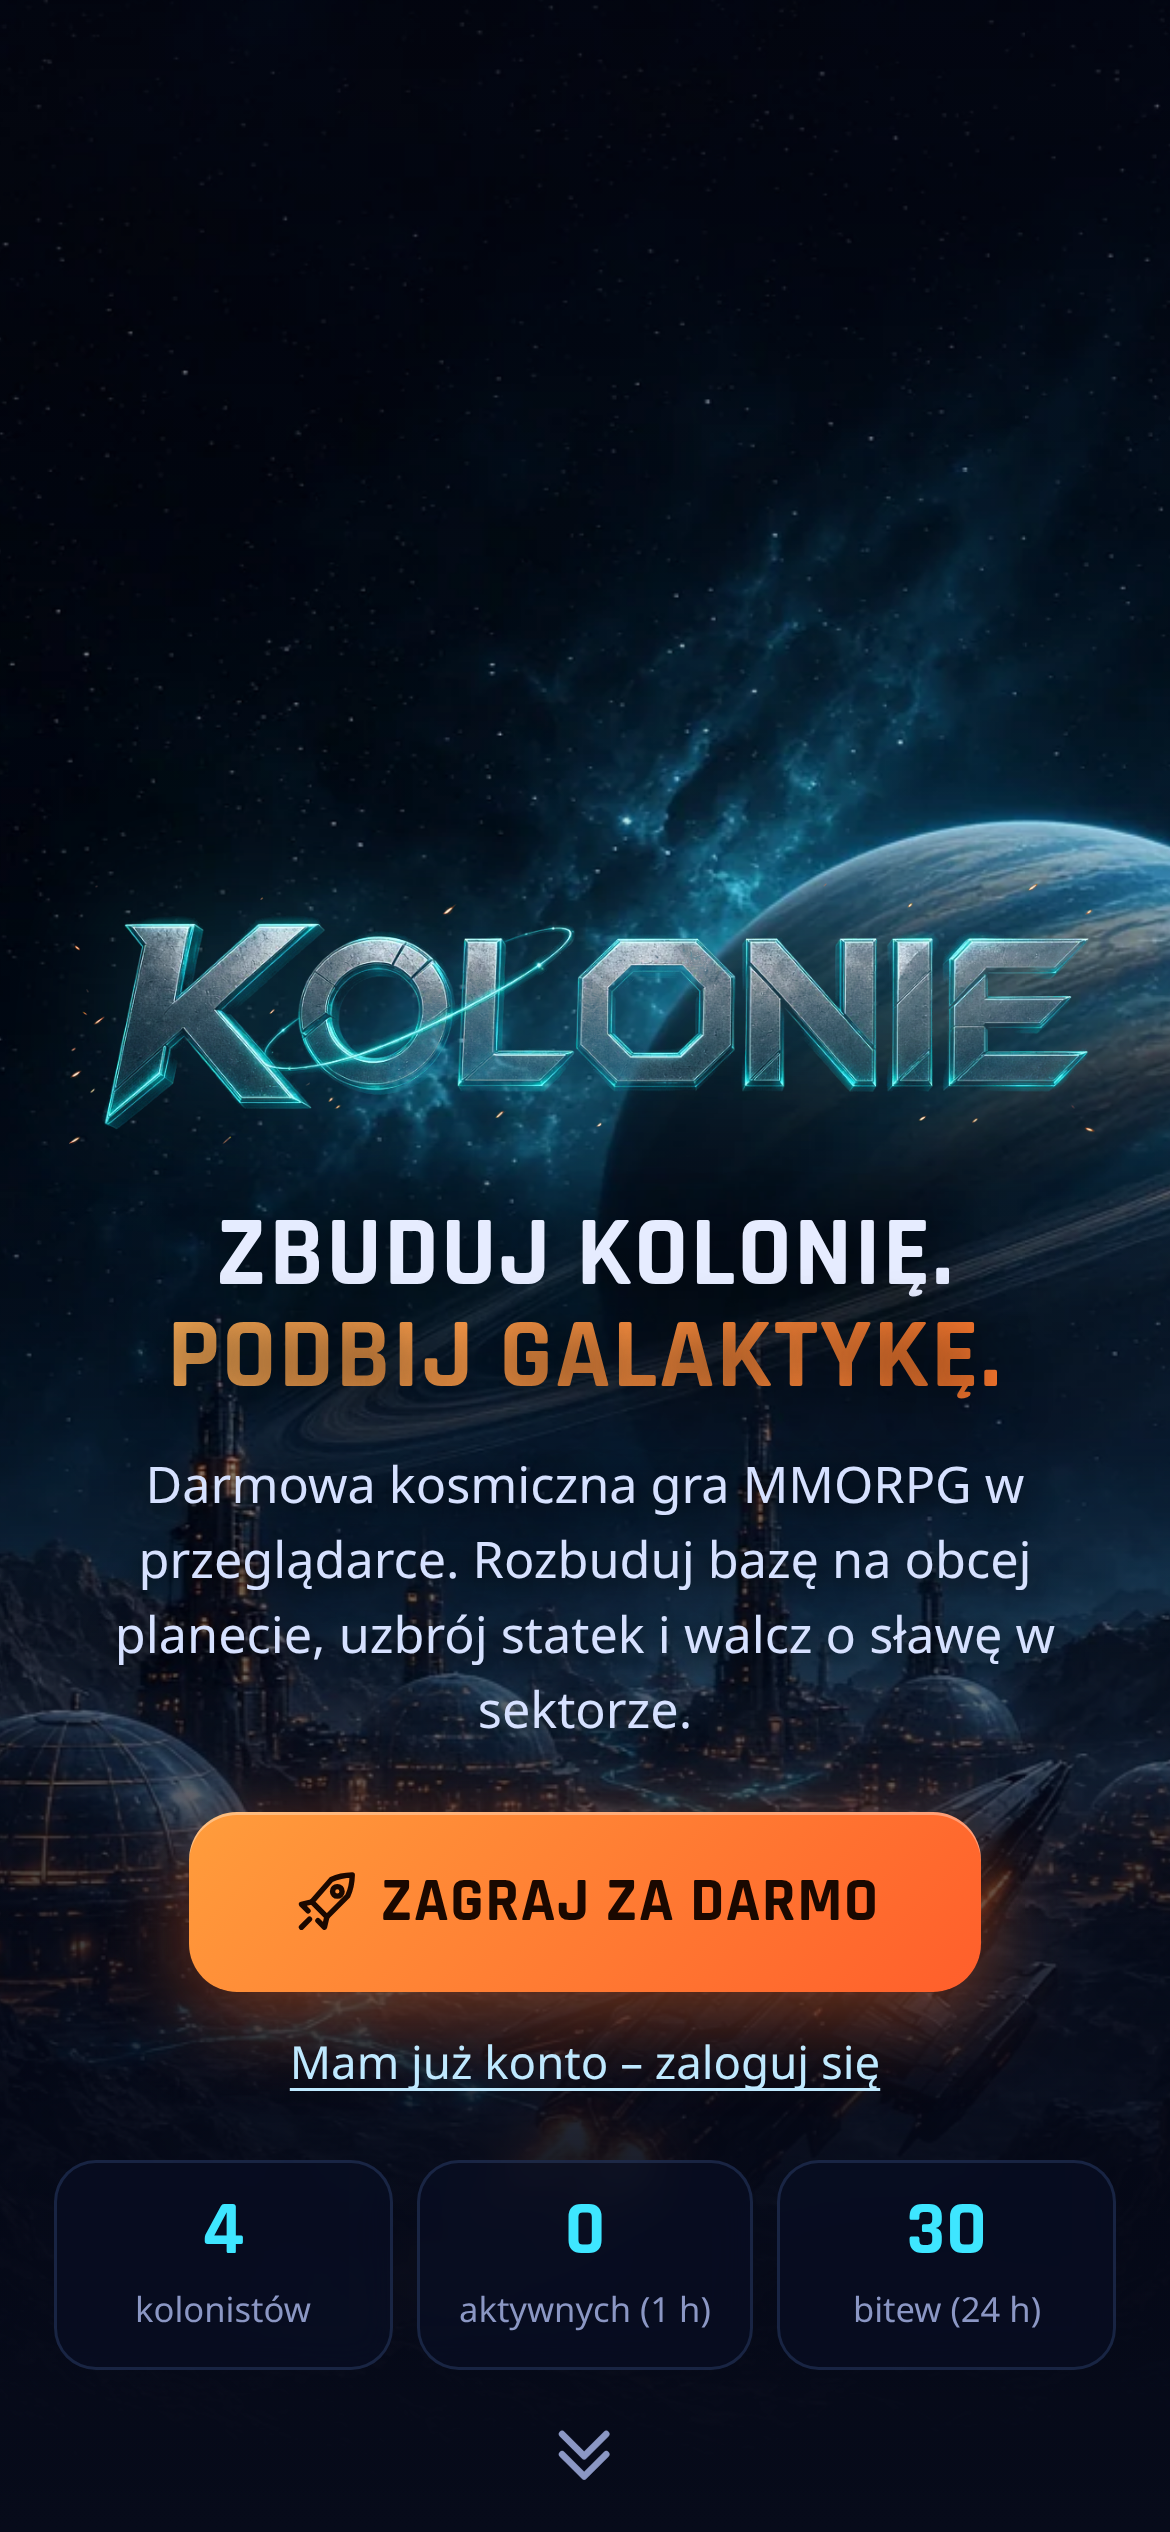 KOLONIE
ZBUDUJ KOLONIĘ.
PODBIJ GALAKTYKĘ.
Darmowa kosmiczna gra MMORPG w
przeglądarce. Rozbuduj bazę na obcej
planecie, uzbrój statek i walcz o sławę w
sektorze.
ZAGRAJ ZA DARMO
Mam już konto – zaloguj się
4
kolonistów
0
aktywnych (1 h)
30
bitew (24 h)